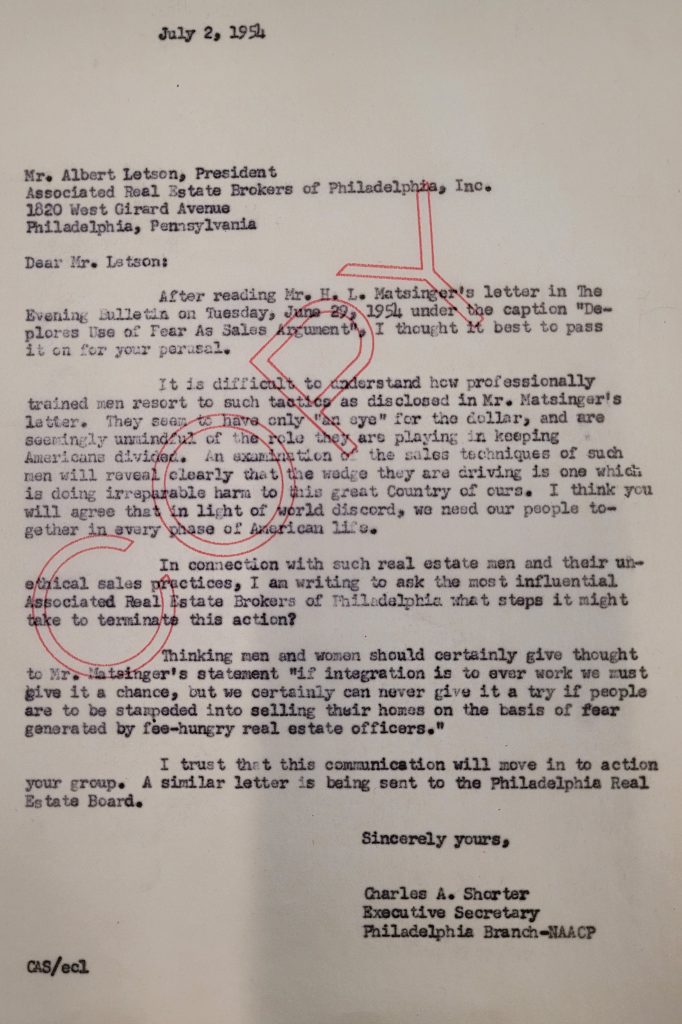 July 2, 1954
Mr. Albert Letson, President
Associated Real Estate Brokers of Philadelphia, Inc.
1820 West Girard Avenue
Philadelphia, Pennsylvania
Dear Mr. Letson:
After reading Mr. H. L. Matsinger's letter in The
Evening Bulletin on Tuesday, June 29, 1954 under the caption "De-
plores Use of Fear As Sales Argument", I thought it best to pass
it on for your perusal.
It is difficult to understand how professionally
trained men resort to such tactics as disclosed in Mr. Matsinger's
letter. They seem to have only "an eye" for the dollar, and are
seemingly unmindful of the role they are playing in keeping
Americans divided. An examination of the sales techniques of such
men will reveal clearly that the wedge they are driving is one which
is doing irreparable harm to this great Country of ours. I think you
will agree that in light of world discord, we need our people to-
gether in every phase of American life.
In connection with such real estate men and their un-
ethical sales practices, I am writing to ask the most influential
Associated Real Estate Brokers of Philadelphia what steps it might
take to terminate this action?
Thinking men and women should certainly give thought
to Mr. Matsinger's statement "if integration is to ever work we must
give it a chance, but we certainly can never give it a try if people
are to be stampeded into selling their homes on the basis of fear
generated by fee-hungry real estate officers."
I trust that this communication will move in to action
your group. A similar letter is being sent to the Philadelphia Real
Estate Board.
Sincerely yours,
Charles A. Shorter
Executive Secretary
Philadelphia Branch-NAACP
CAS/ecl
COPY